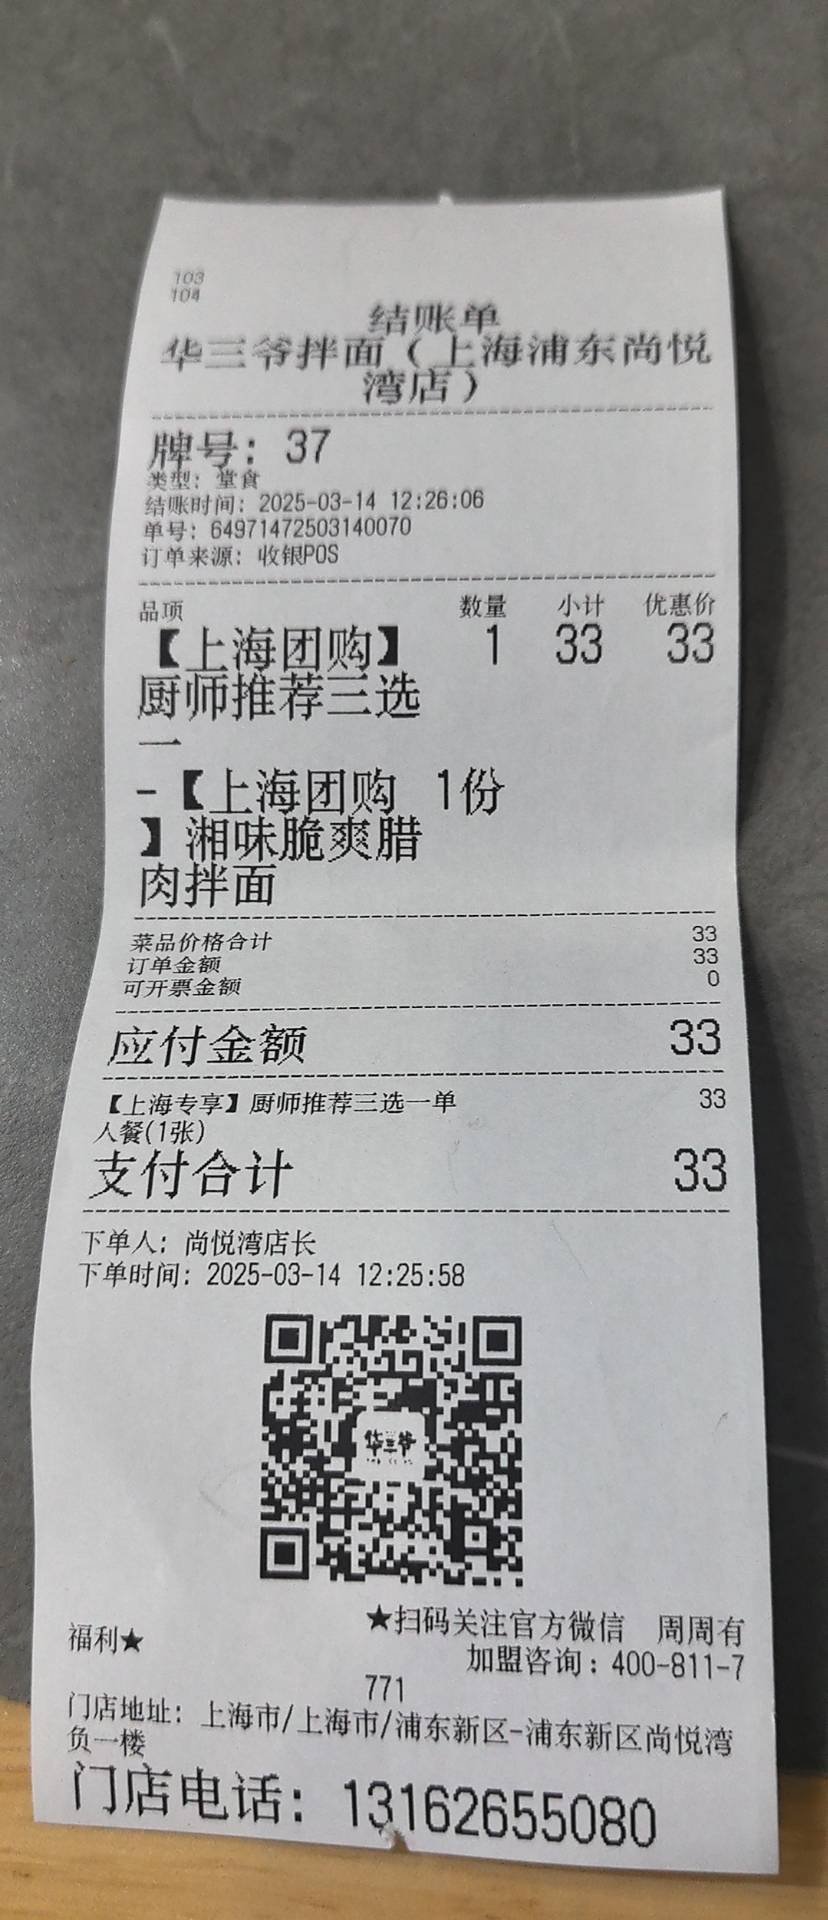 103
104
结账单
华三爷拌面（上海浦东尚悦
湾店）
牌号：37
类型：堂食
结账时间：2025-03-14 12:26:06
单号：64971472503140070
订单来源：收银POS
品项 数量 小计 优惠价
【上海团购】 1 33 33
厨师推荐三选
一
-【上海团购 1份
】湘味脆爽腊
肉拌面
菜品价格合计 33
订单金额 33
可开票金额 0
应付金额 33
【上海专享】厨师推荐三选一单 33
人餐(1张)
支付合计 33
下单人：尚悦湾店长
下单时间：2025-03-14 12:25:58
华三爷
★扫码关注官方微信 周周有
福利★
加盟咨询：400-811-7
771
门店地址：上海市/上海市/浦东新区-浦东新区尚悦湾
负一楼
门店电话：13162655080